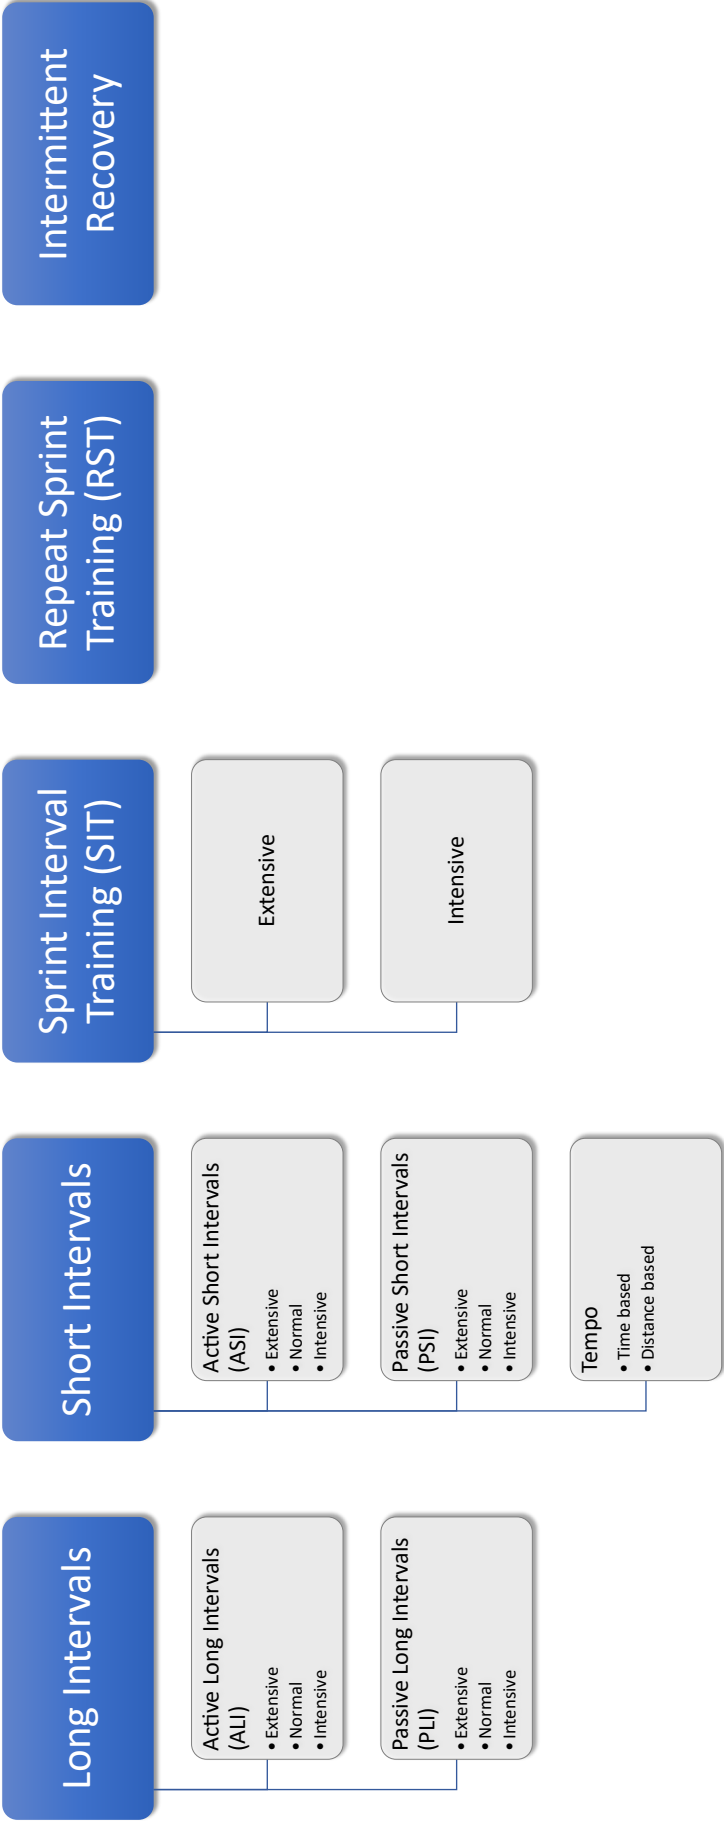 Long Intervals
Active Long Intervals
(ALI)
• Extensive
• Normal
• Intensive
Passive Long Intervals
(PLI)
• Extensive
• Normal
• Intensive
Short Intervals
Active Short Intervals
(ASI)
• Extensive
• Normal
• Intensive
Passive Short Intervals
(PSI)
• Extensive
• Normal
• Intensive
Tempo
• Time based
• Distance based
Sprint Interval
Training (SIT)
Extensive
Intensive
Repeat Sprint
Training (RST)
Intermittent
Recovery